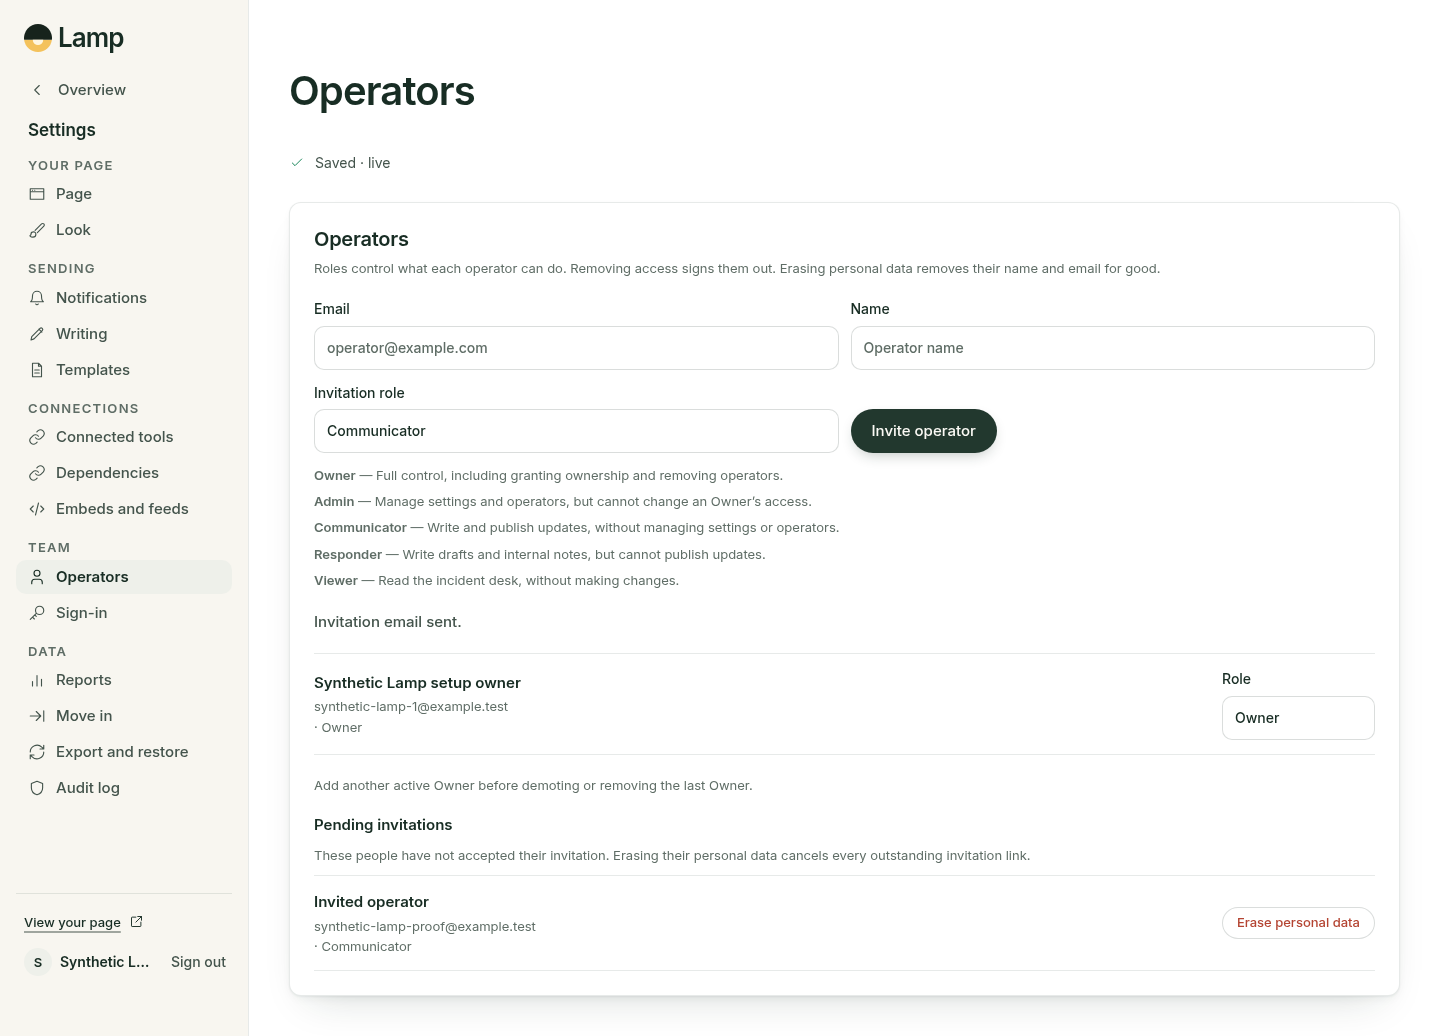 Lamp
Overview
Settings
YOUR PAGE
Page
Look
SENDING
Notifications
Writing
Templates
CONNECTIONS
Connected tools
Dependencies
Embeds and feeds
TEAM
Operators
Sign-in
DATA
Reports
Move in
Export and restore
Audit log
View your page
S
Synthetic L...
Sign out
Operators
Saved · live
Operators
Roles control what each operator can do. Removing access signs them out. Erasing personal data removes their name and email for good.
Email
Name
operator@example.com
Operator name
Invitation role
Communicator
Invite operator
Owner — Full control, including granting ownership and removing operators.
Admin — Manage settings and operators, but cannot change an Owner’s access.
Communicator — Write and publish updates, without managing settings or operators.
Responder — Write drafts and internal notes, but cannot publish updates.
Viewer — Read the incident desk, without making changes.
Invitation email sent.
Synthetic Lamp setup owner
synthetic-lamp-1@example.test
· Owner
Role
Owner
Add another active Owner before demoting or removing the last Owner.
Pending invitations
These people have not accepted their invitation. Erasing their personal data cancels every outstanding invitation link.
Invited operator
synthetic-lamp-proof@example.test
· Communicator
Erase personal data